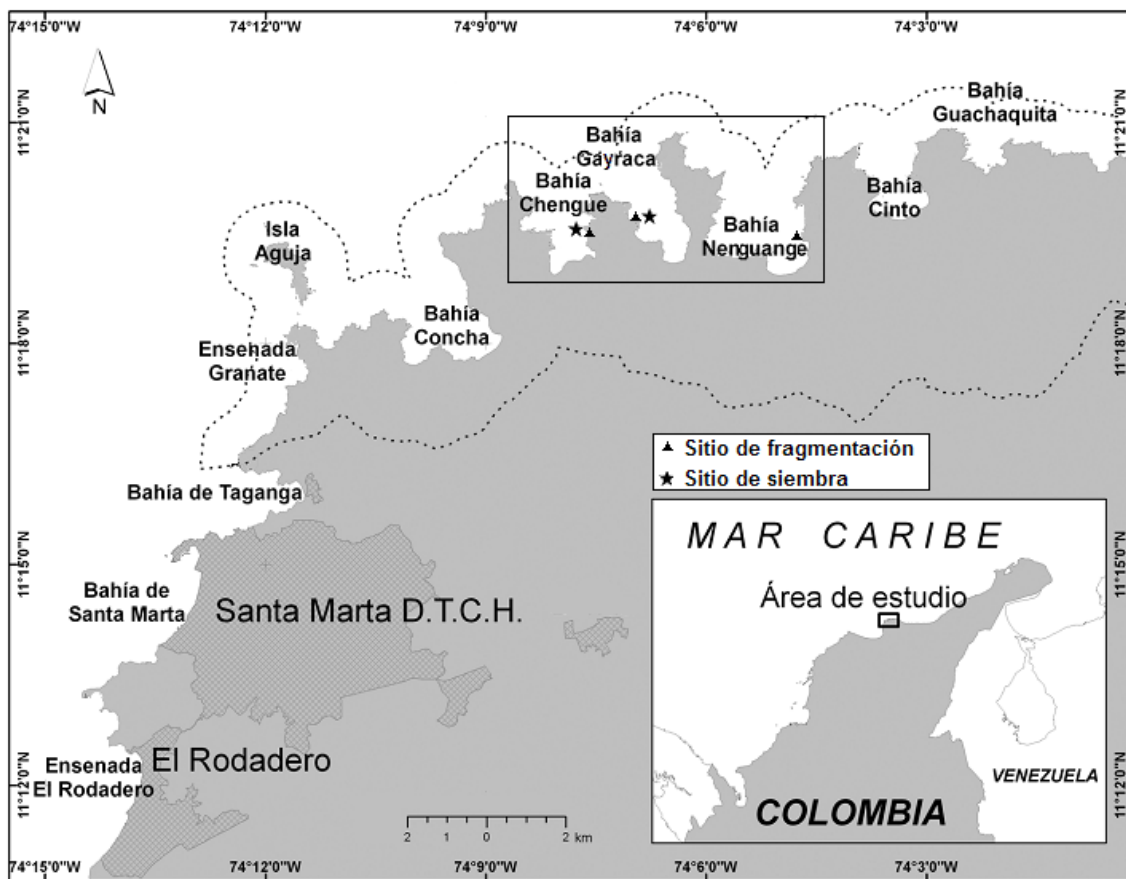 74°15'0"W
74°12'0"W
74°9'0"W
74°6'0"W
74°3'0"W
N
11°21'0"N
11°21'0"N
Bahía
Guachaquita
Bahía
Gayraca
Bahía
Chengue
Bahía
Cinto
Bahía
Nenguange
Isla
Aguja
Bahía
Concha
Ensenada
Granate
11°18'0"N
11°18'0"N
Sitio de fragmentación
Sitio de siembra
Bahía de Taganga
11°15'0"N
11°15'0"N
Bahía de
Santa Marta
Santa Marta D.T.C.H.
MAR CARIBE
Área de estudio
VENEZUELA
COLOMBIA
El Rodadero
Ensenada
El Rodadero
11°12'0"N
11°12'0"N
2 1 0 2 km
74°15'0"W
74°12'0"W
74°9'0"W
74°6'0"W
74°3'0"W